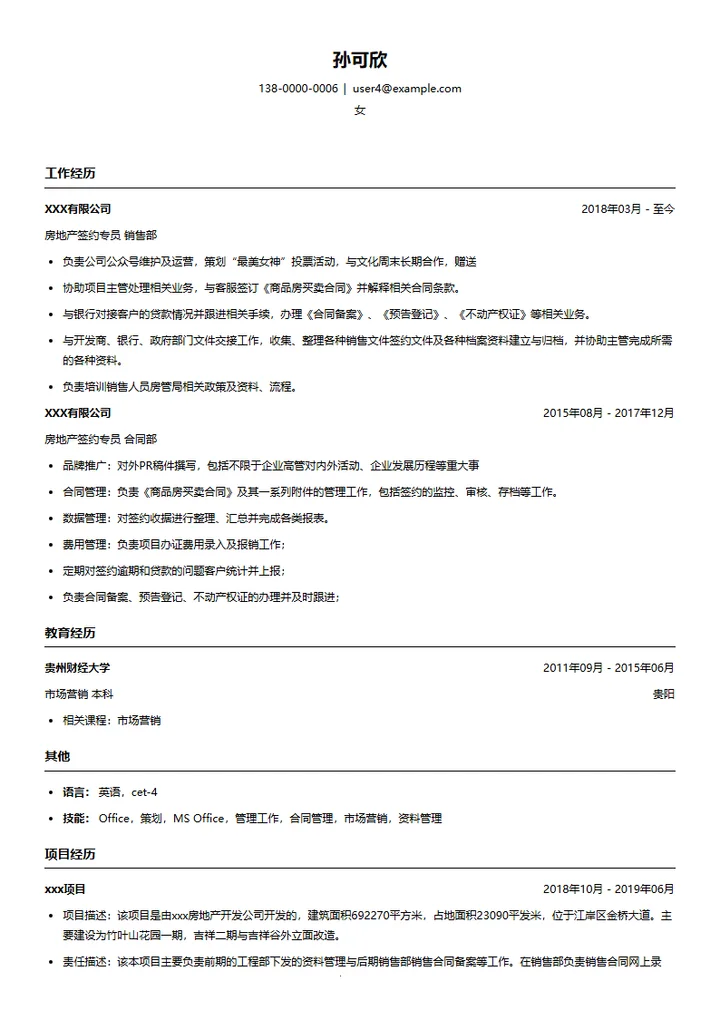 孙可欣
138-0000-0006 | user4@example.com
女
工作经历
XXX有限公司 2018年03月 - 至今
房地产签约专员 销售部
• 负责公司公众号维护及运营，策划“最美女神”投票活动，与文化周末长期合作，赠送
• 协助项目主管处理相关业务，与客服签订《商品房买卖合同》并解释相关合同条款。
• 与银行对接客户的贷款情况并跟进相关手续，办理《合同备案》、《预告登记》、《不动产权证》等相关业务。
• 与开发商、银行、政府部门文件交接工作，收集、整理各种销售文件签约文件及各种档案资料建立与归档，并协助主管完成所需
的各种资料。
• 负责培训销售人员房管局相关政策及资料、流程。
XXX有限公司 2015年08月 - 2017年12月
房地产签约专员 合同部
• 品牌推广：对外PR稿件撰写，包括不限于企业高管对内外活动、企业发展历程等重大事
• 合同管理：负责《商品房买卖合同》及其一系列附件的管理工作，包括签约的监控、审核、存档等工作。
• 数据管理：对签约收据进行整理、汇总并完成各类报表。
• 费用管理：负责项目办证费用录入及报销工作；
• 定期对签约逾期和贷款的问题客户统计并上报；
• 负责合同备案、预告登记、不动产权证的办理并及时跟进；
教育经历
贵州财经大学 2011年09月 - 2015年06月
市场营销 本科 贵阳
• 相关课程：市场营销
其他
• 语言： 英语，cet-4
• 技能： Office，策划，MS Office，管理工作，合同管理，市场营销，资料管理
项目经历
xxx项目 2018年10月 - 2019年06月
• 项目描述：该项目是由xxx房地产开发公司开发的，建筑面积692270平方米，占地面积23090平发米，位于江岸区金桥大道。主
要建设为竹叶山花园一期，吉祥二期与吉祥谷外立面改造。
• 责任描述：该本项目主要负责前期的工程部下发的资料管理与后期销售部销售合同备案等工作。在销售部负责销售合同网上录